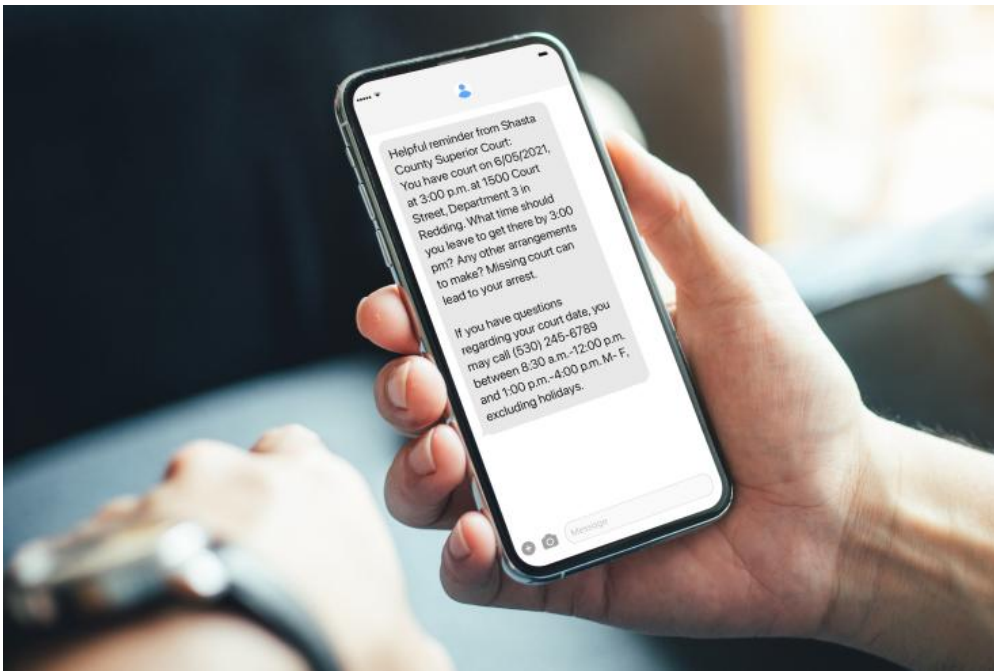 Helpful reminder from Shasta
County Superior Court:
You have court on 6/05/2021,
at 3:00 p.m. at 1500 Court
Street, Department 3 in
Redding. What time should
you leave to get there by 3:00
pm? Any other arrangements
to make? Missing court can
lead to your arrest.
If you have questions
regarding your court date, you
may call (530) 245-6789
between 8:30 a.m.-12:00 p.m.
and 1:00 p.m.-4:00 p.m. M- F,
excluding holidays.
Message